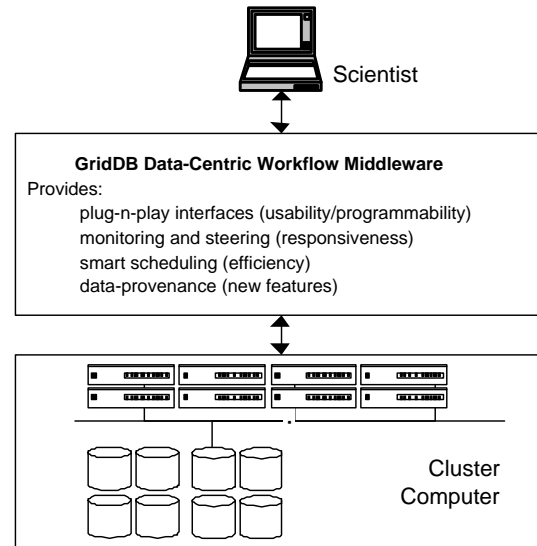 Scientist
GridDB Data-Centric Workflow Middleware
Provides:
plug-n-play interfaces (usability/programmability)
monitoring and steering (responsiveness)
smart scheduling (efficiency)
data-provenance (new features)
Cluster
Computer